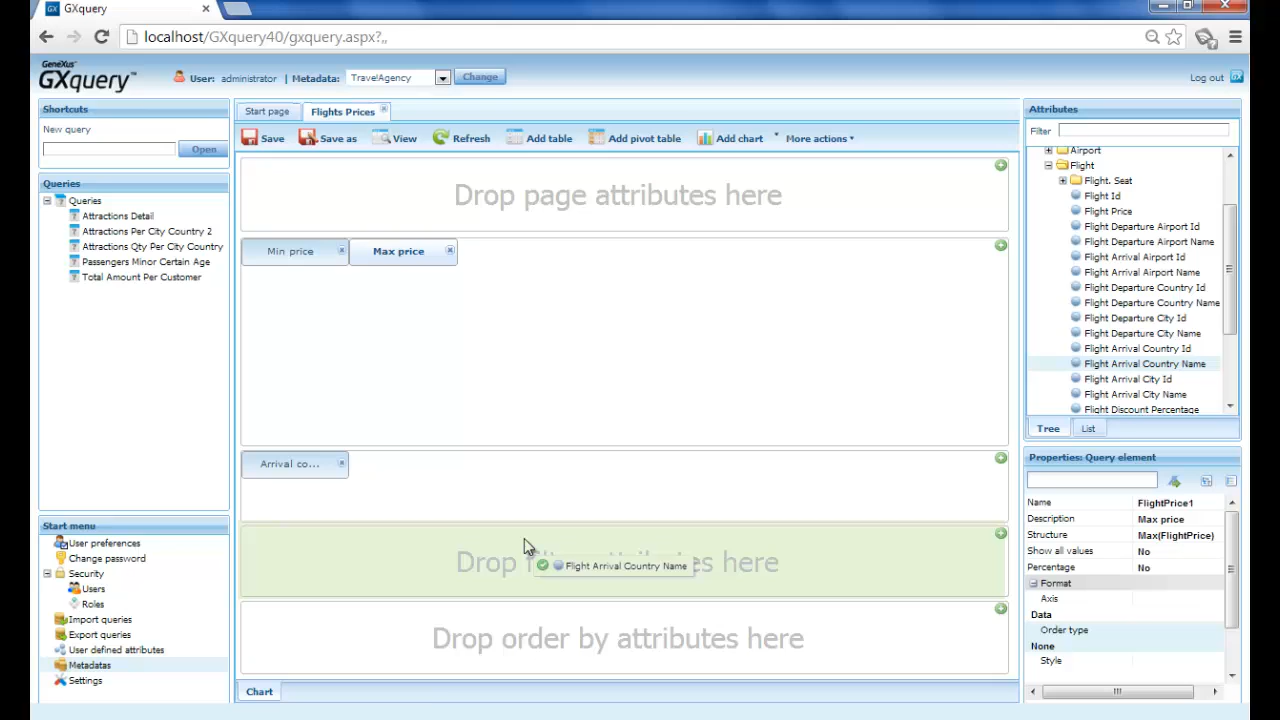 GXquery
localhost/GXquery40/gxquery.aspx?,,
GeneXus™
GXquery™
User: administrator | Metadata: TravelAgency Change
Log out
Shortcuts
New query
Open
Queries
Queries
Attractions Detail
Attractions Per City Country 2
Attractions Qty Per City Country
Passengers Minor Certain Age
Total Amount Per Customer
Start menu
User preferences
Change password
Security
Users
Roles
Import queries
Export queries
User defined attributes
Metadatas
Settings
Start page
Flights Prices
Save
Save as
View
Refresh
Add table
Add pivot table
Add chart
More actions
Drop page attributes here
Min price
Max price
Arrival co...
Flight Arrival Country Name
Drop order by attributes here
Chart
Attributes
Filter
Airport
Flight
Flight. Seat
Flight Id
Flight Price
Flight Departure Airport Id
Flight Departure Airport Name
Flight Arrival Airport Id
Flight Arrival Airport Name
Flight Departure Country Id
Flight Departure Country Name
Flight Departure City Id
Flight Departure City Name
Flight Arrival Country Id
Flight Arrival Country Name
Flight Arrival City Id
Flight Arrival City Name
Flight Discount Percentage
Tree
List
Properties: Query element
Name FlightPrice1
Description Max price
Structure Max(FlightPrice)
Show all values No
Percentage No
Format
Axis
Data
Order type
None
Style